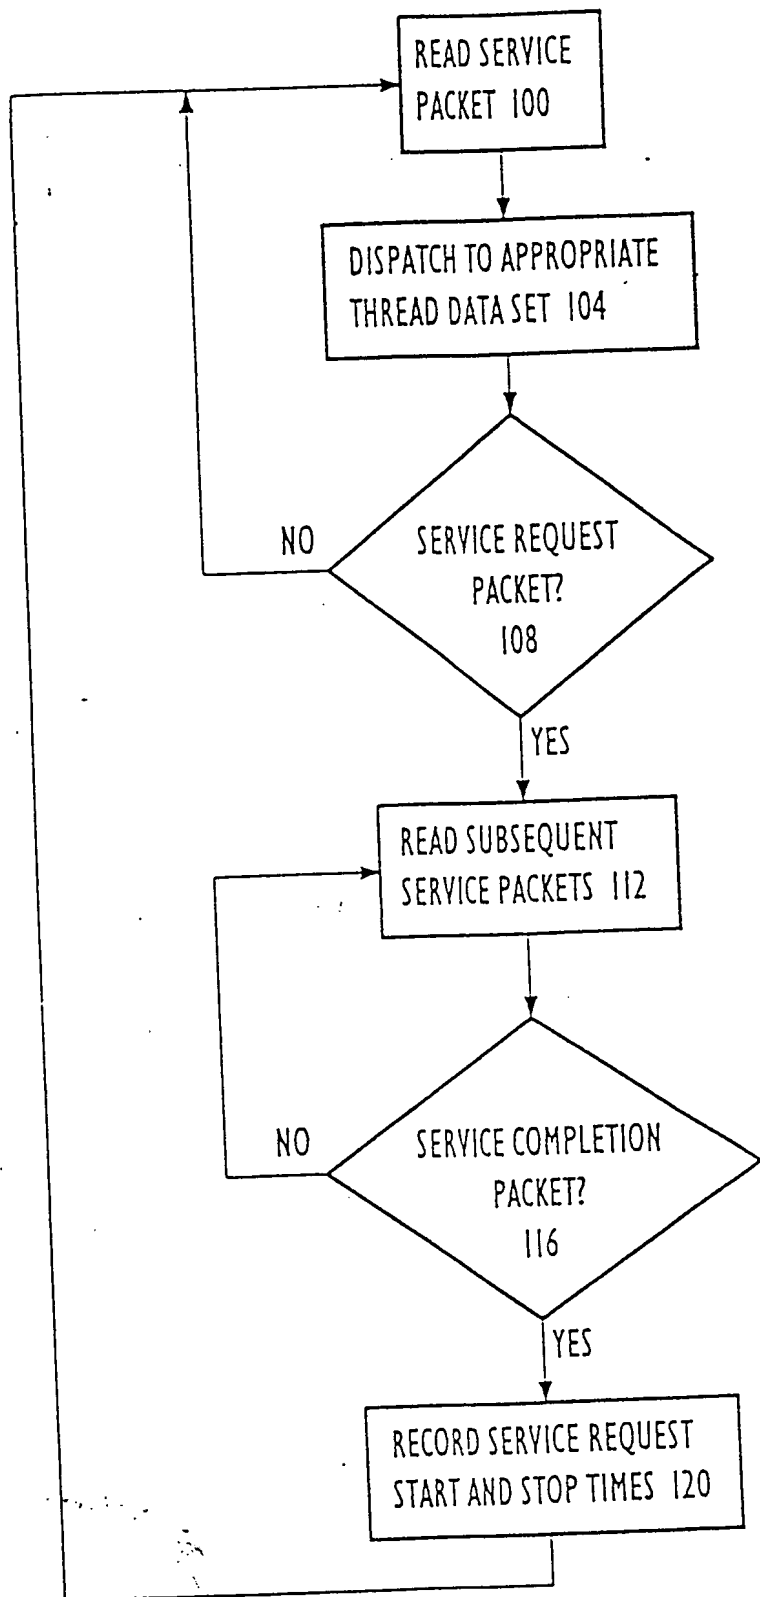 READ SERVICE
PACKET 100
DISPATCH TO APPROPRIATE
THREAD DATA SET 104
NO
SERVICE REQUEST
PACKET?
108
YES
READ SUBSEQUENT
SERVICE PACKETS 112
NO
SERVICE COMPLETION
PACKET?
116
YES
RECORD SERVICE REQUEST
START AND STOP TIMES 120